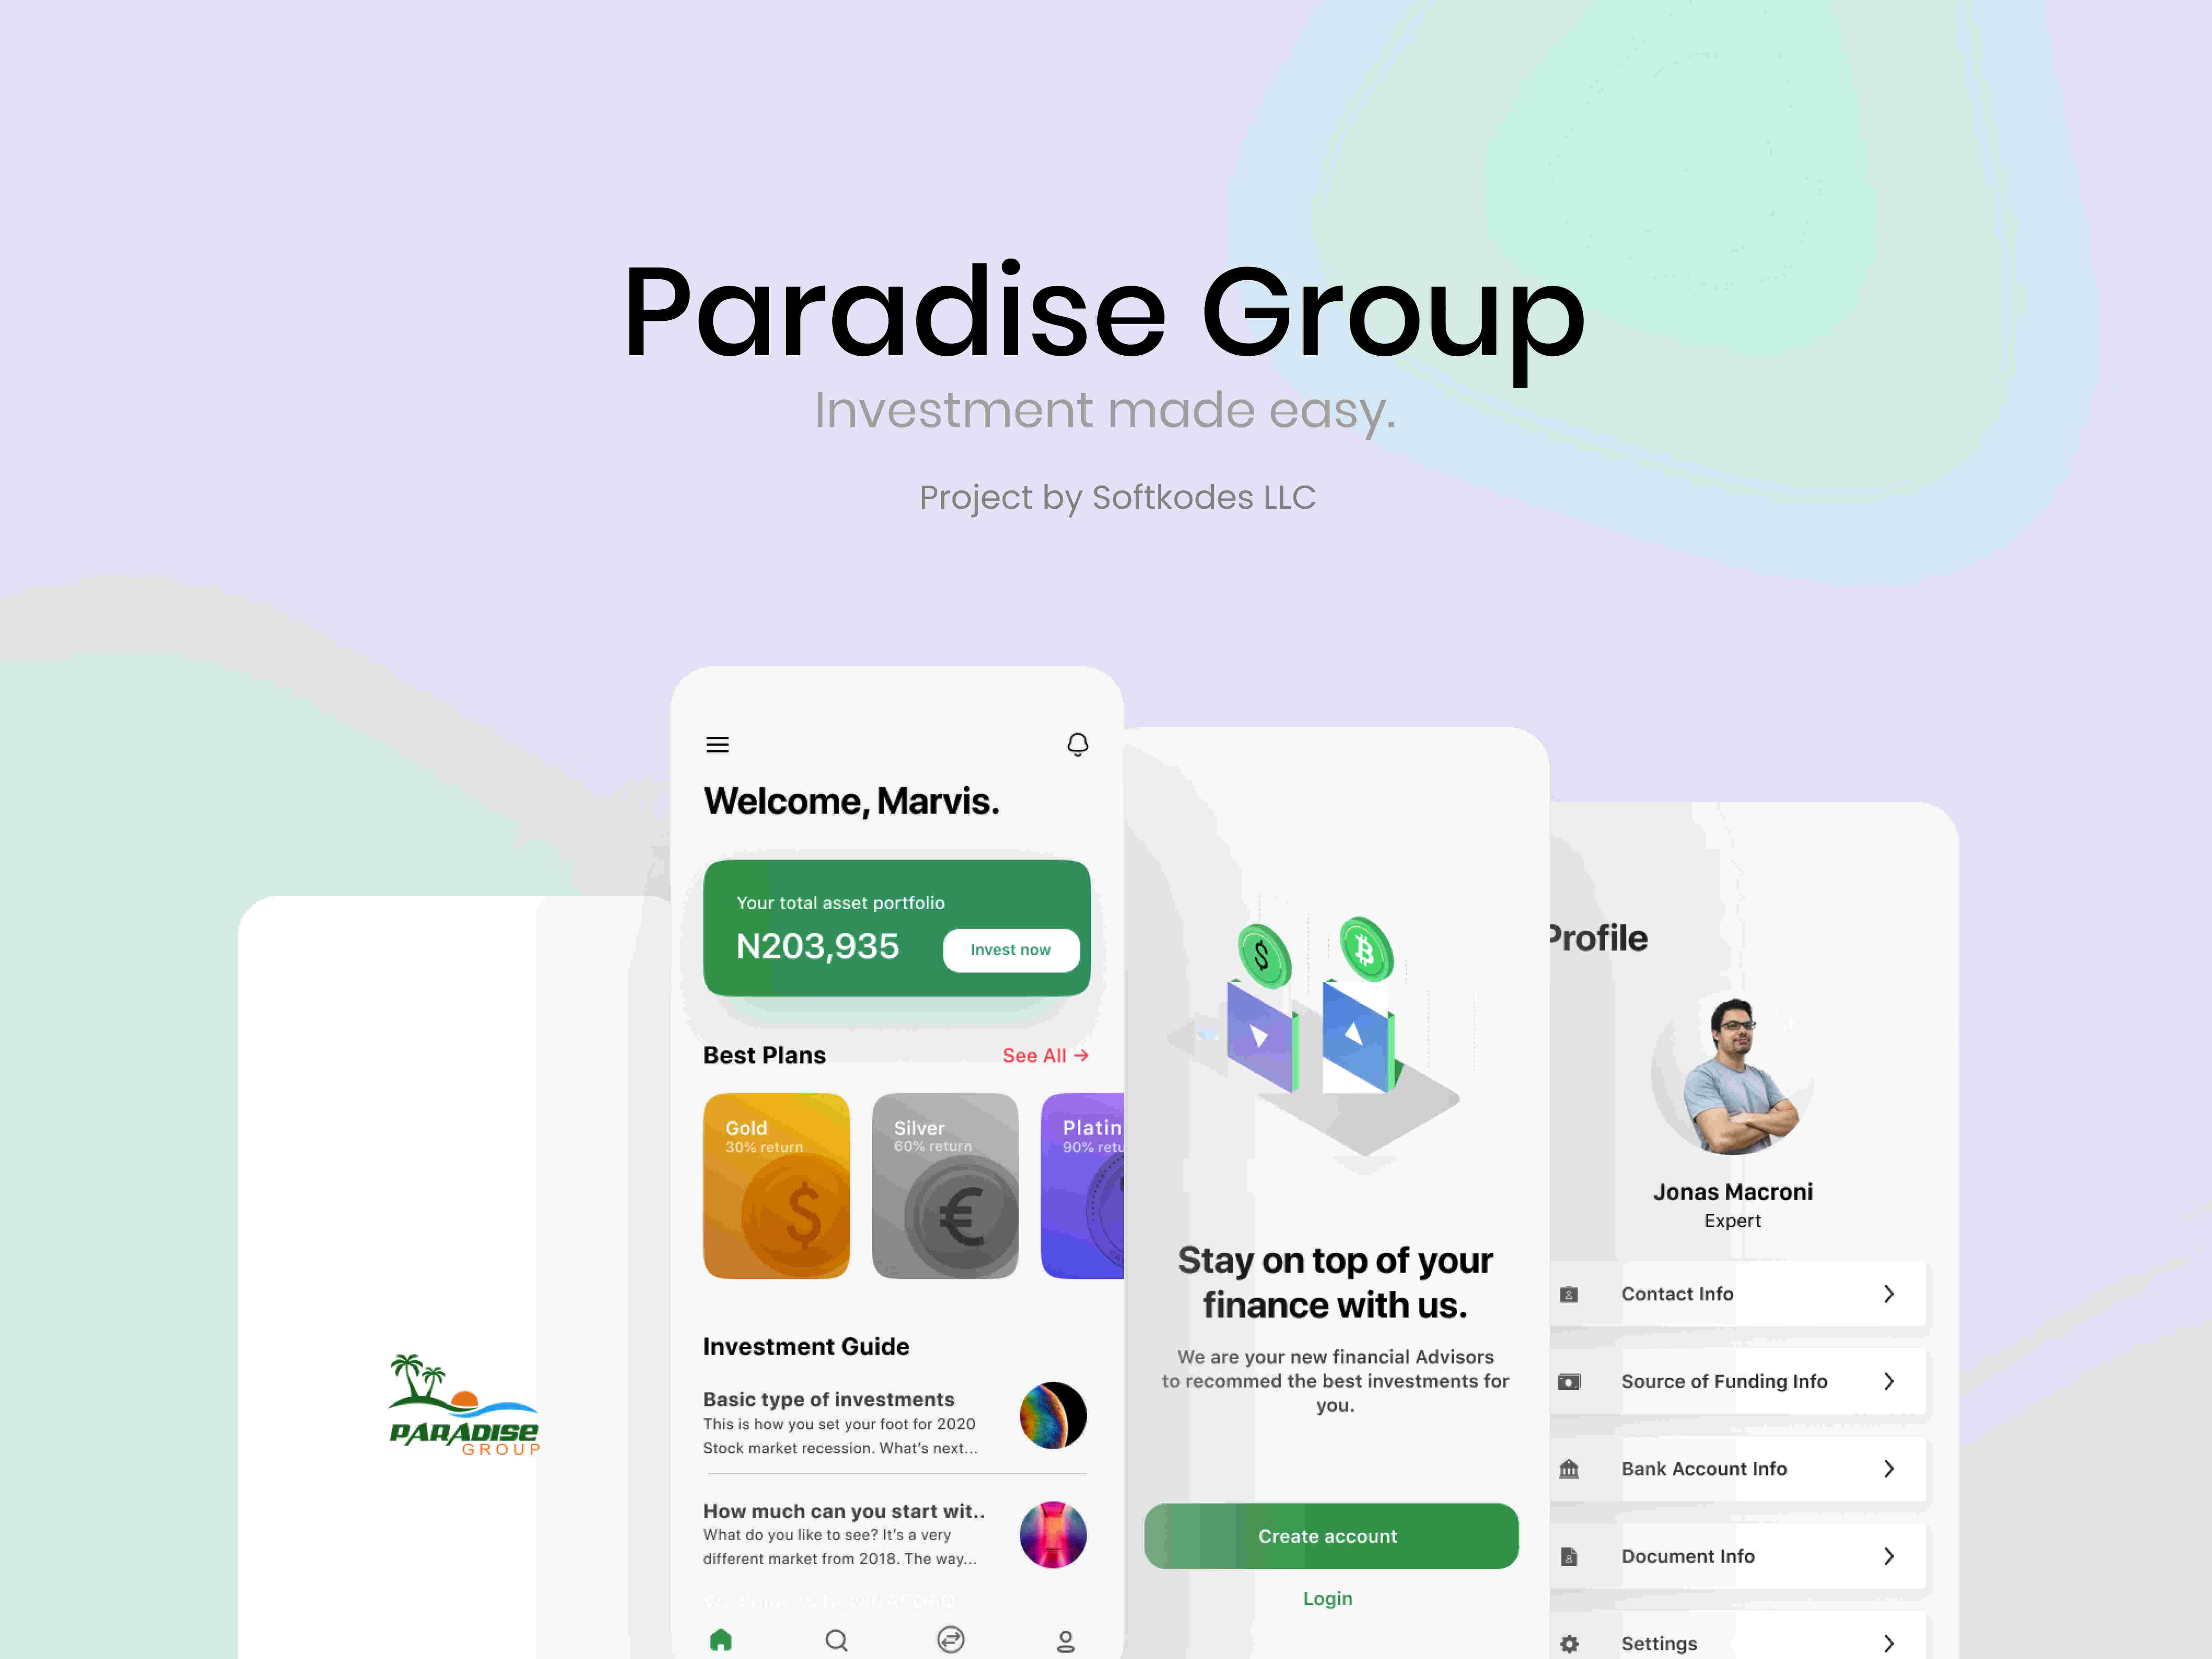 Paradise Group
Investment made easy.
Project by Softkodes LLC
PARADISE
GROUP
Welcome, Marvis.
Your total asset portfolio
N203,935
Invest now
Best Plans
See All →
Gold
30% return
Silver
60% return
Platin
90% retu
Investment Guide
Basic type of investments
This is how you set your foot for 2020
Stock market recession. What's next...
How much can you start wit..
What do you like to see? It's a very
different market from 2018. The way...
Stay on top of your
finance with us.
We are your new financial Advisors
to recommed the best investments for
you.
Create account
Login
Profile
Jonas Macroni
Expert
Contact Info
Source of Funding Info
Bank Account Info
Document Info
Settings